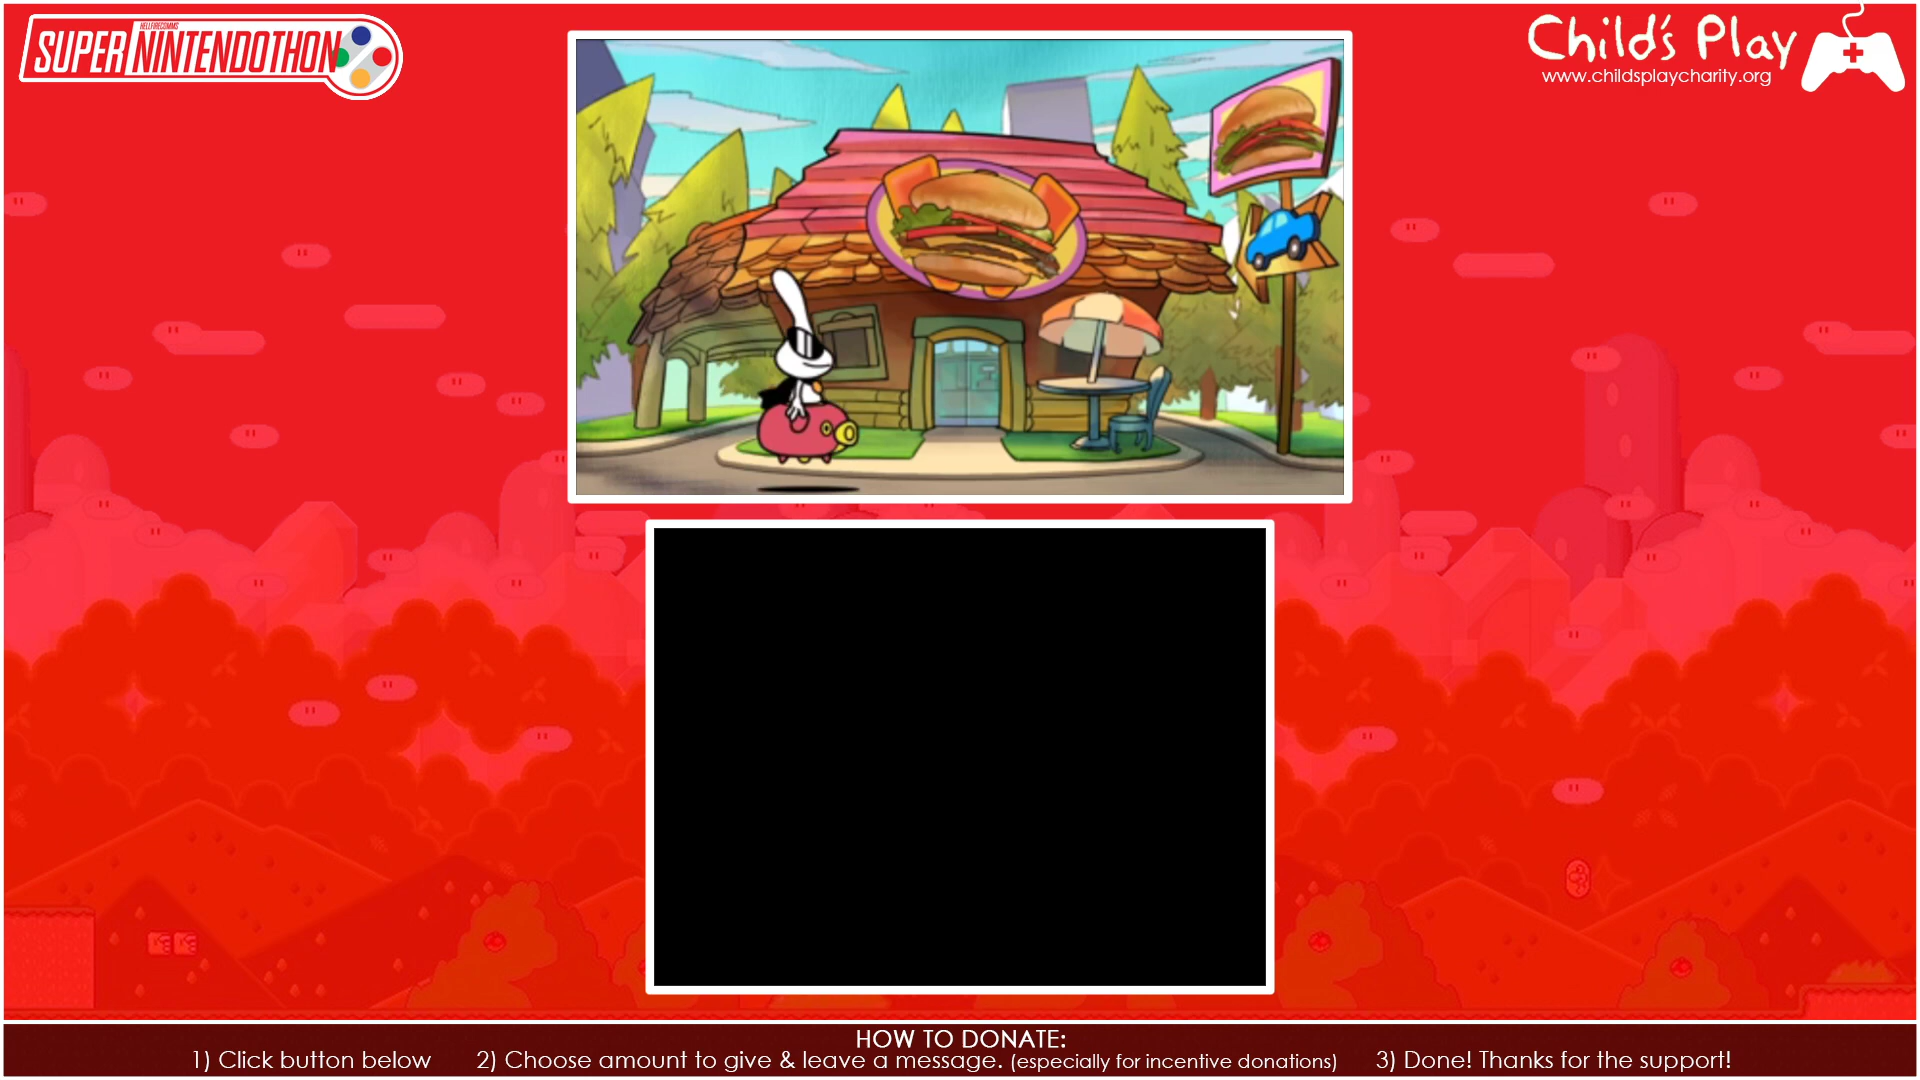 HELLFIRECOMMS
SUPER NINTENDOTHON
Child's Play
www.childsplaycharity.org
HOW TO DONATE:
1) Click button below 2) Choose amount to give & leave a message. (especially for incentive donations) 3) Done! Thanks for the support!